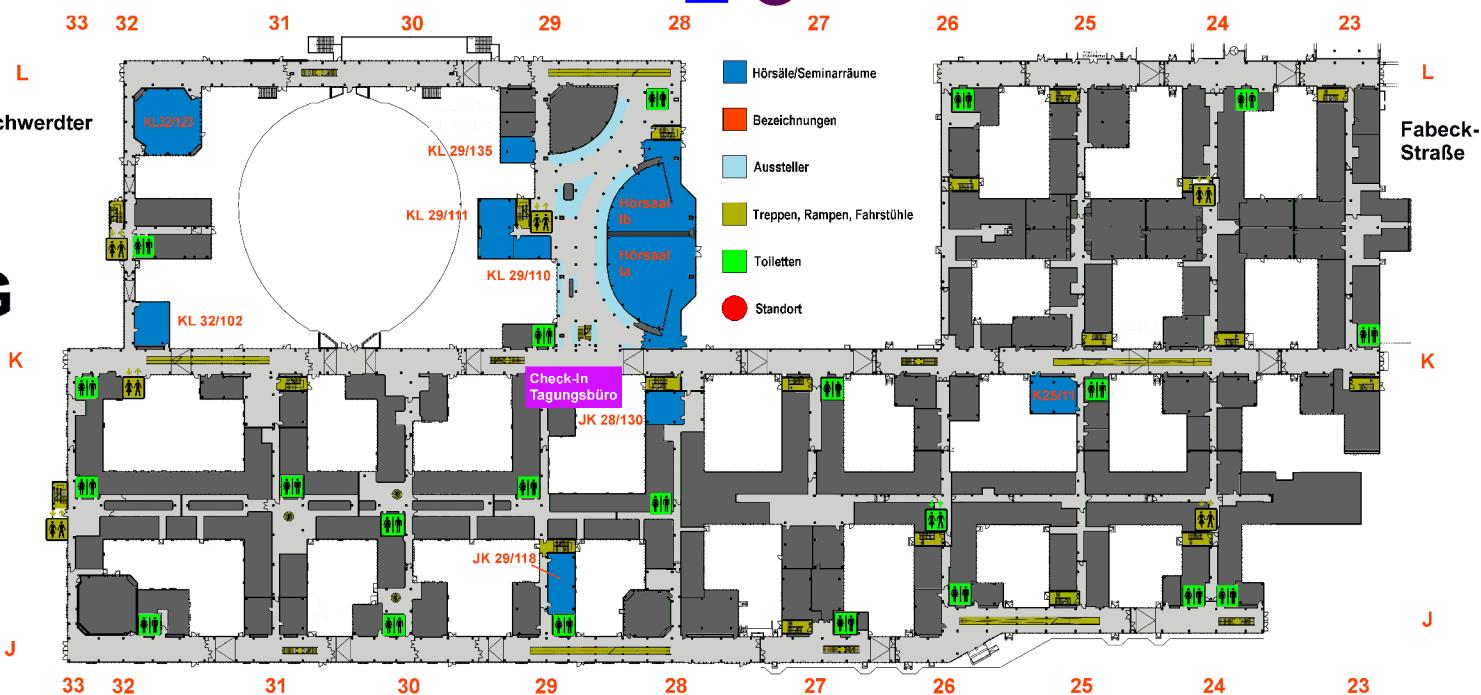 33 32 31 30 29 28 27 26 25 24 23
L
L
Hörsäle/Seminarräume
KL32/123
Bezeichnungen
chwerdter
Fabeck-
Straße
KL 29/135
Aussteller
Hörsaal
Ib
KL 29/111
Treppen, Rampen, Fahrstühle
Hörsaal
Ia
Toiletten
KL 29/110
G
Standort
KL 32/102
K
K
Check-In
Tagungsbüro
K25/11
JK 28/130
JK 29/118
J
J
33 32 31 30 29 28 27 26 25 24 23